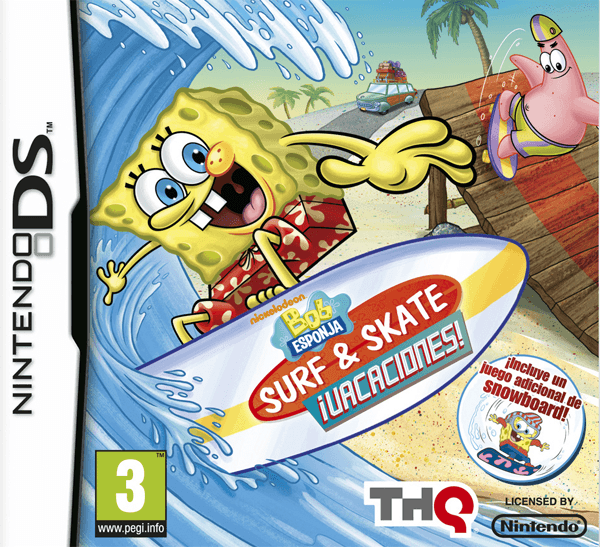 NINTENDO DS™
nickelodeon
Bob
ESPONJA
SURF & SKATE
¡VACACIONES!
¡Incluye un
juego adicional de
snowboard!
3
™
www.pegi.info
THQ
LICENSED BY
Nintendo®